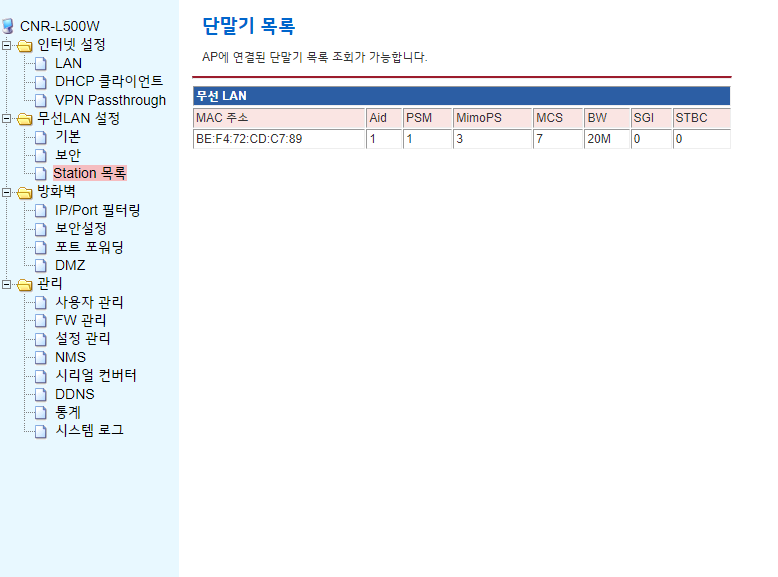 CNR-L500W
인터넷 설정
LAN
DHCP 클라이언트
VPN Passthrough
무선LAN 설정
기본
보안
Station 목록
방화벽
IP/Port 필터링
보안설정
포트 포워딩
DMZ
관리
사용자 관리
FW 관리
설정 관리
NMS
시리얼 컨버터
DDNS
통계
시스템 로그
단말기 목록
AP에 연결된 단말기 목록 조회가 가능합니다.
무선 LAN
MAC 주소 Aid PSM MimoPS MCS BW SGI STBC
BE:F4:72:CD:C7:89 1 1 3 7 20M 0 0